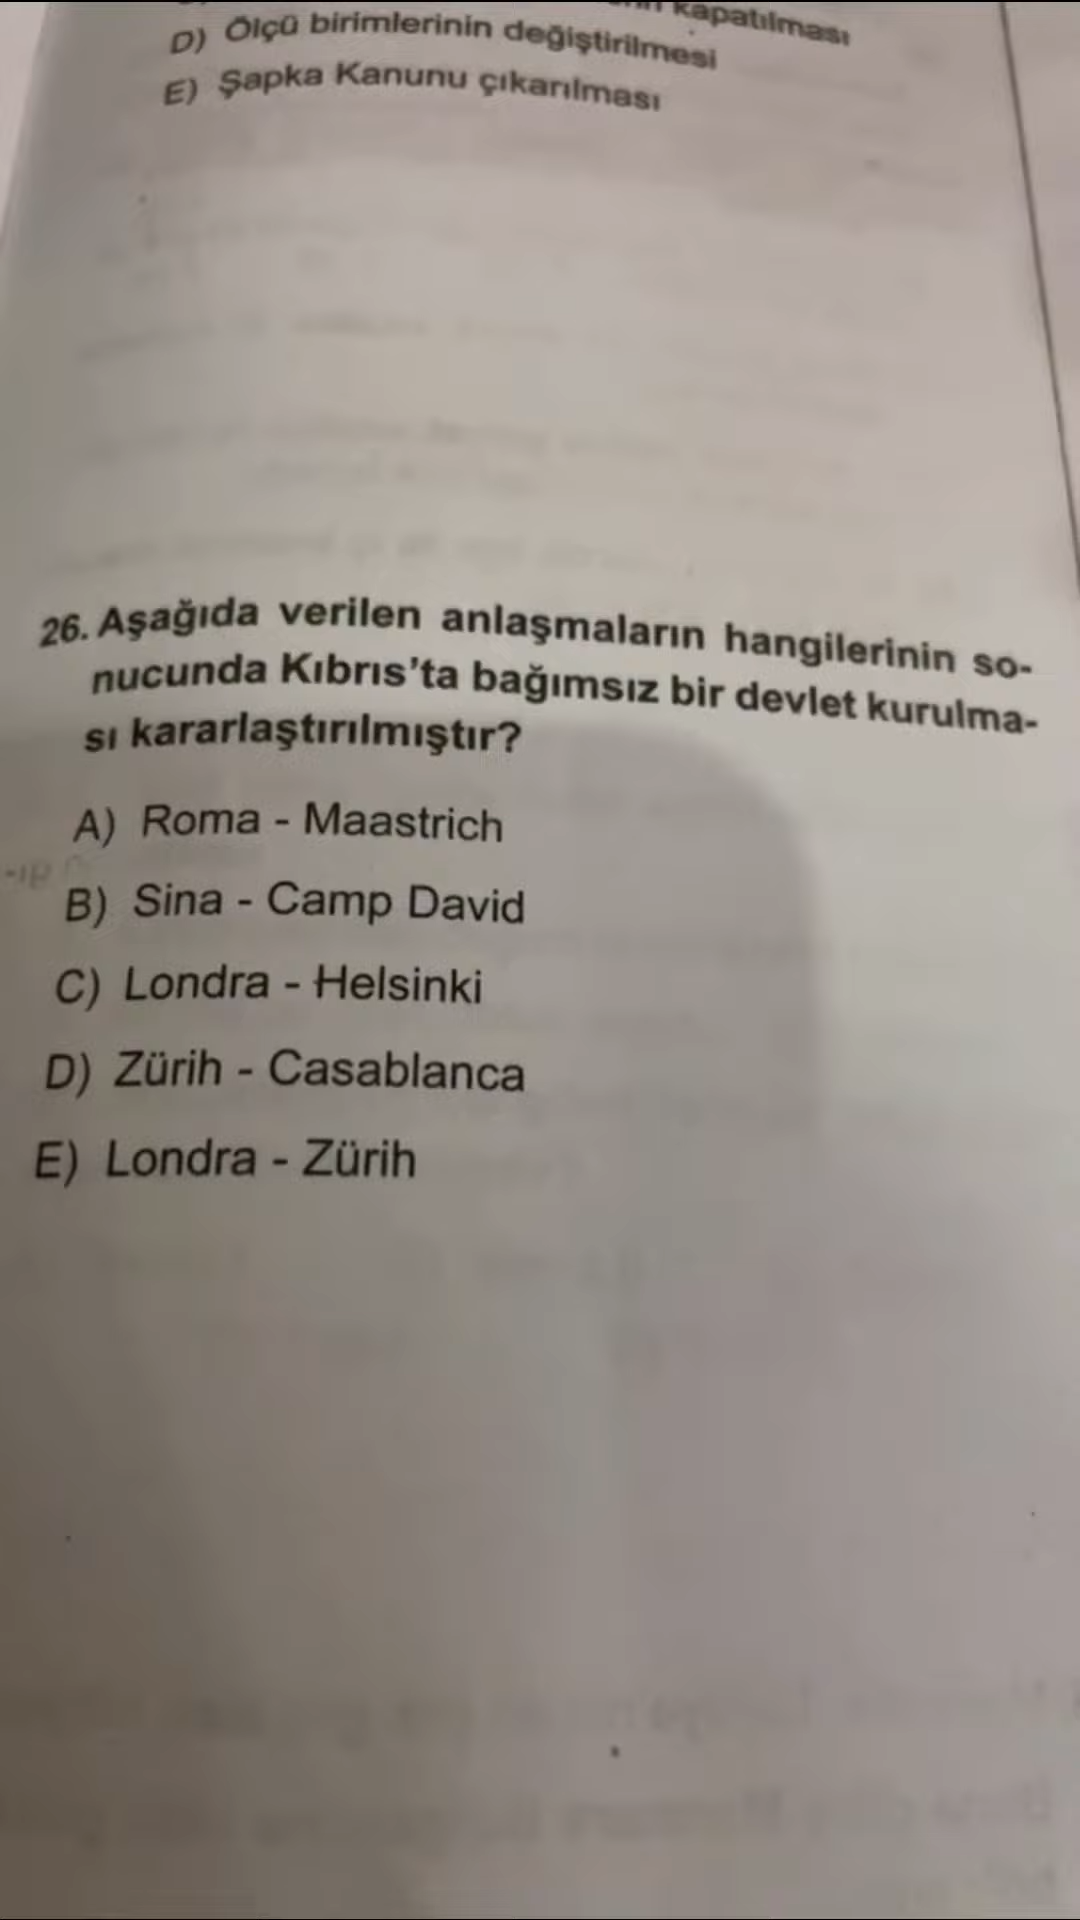 kapatılması
D) Ölçü birimlerinin değiştirilmesi
E) Şapka Kanunu çıkarılması
26. Aşağıda verilen anlaşmaların hangilerinin so-
nucunda Kıbrıs'ta bağımsız bir devlet kurulma-
sı kararlaştırılmıştır?
A) Roma - Maastrich
B) Sina - Camp David
C) Londra - Helsinki
D) Zürih - Casablanca
E) Londra - Zürih